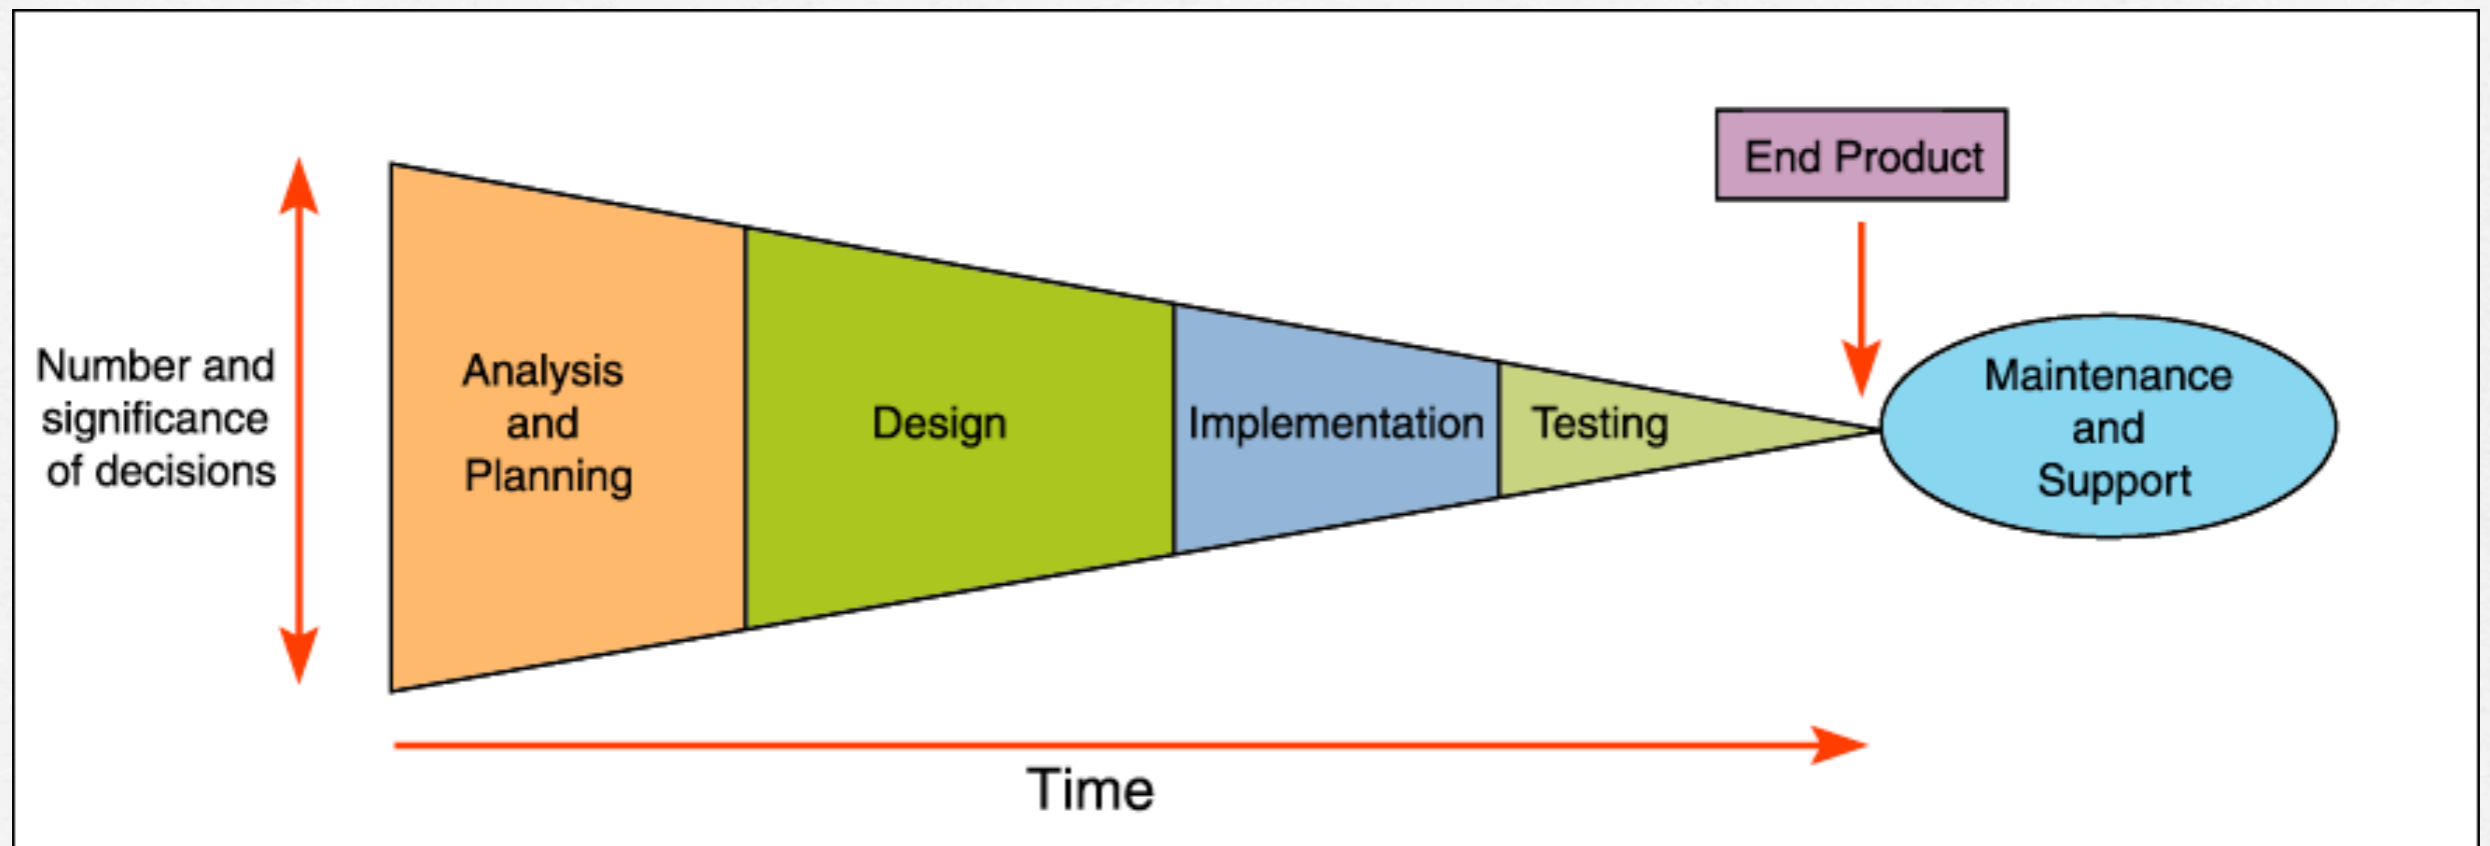 End Product
Number and
significance
of decisions
Analysis
and
Planning
Design
Implementation
Testing
Maintenance
and
Support
Time